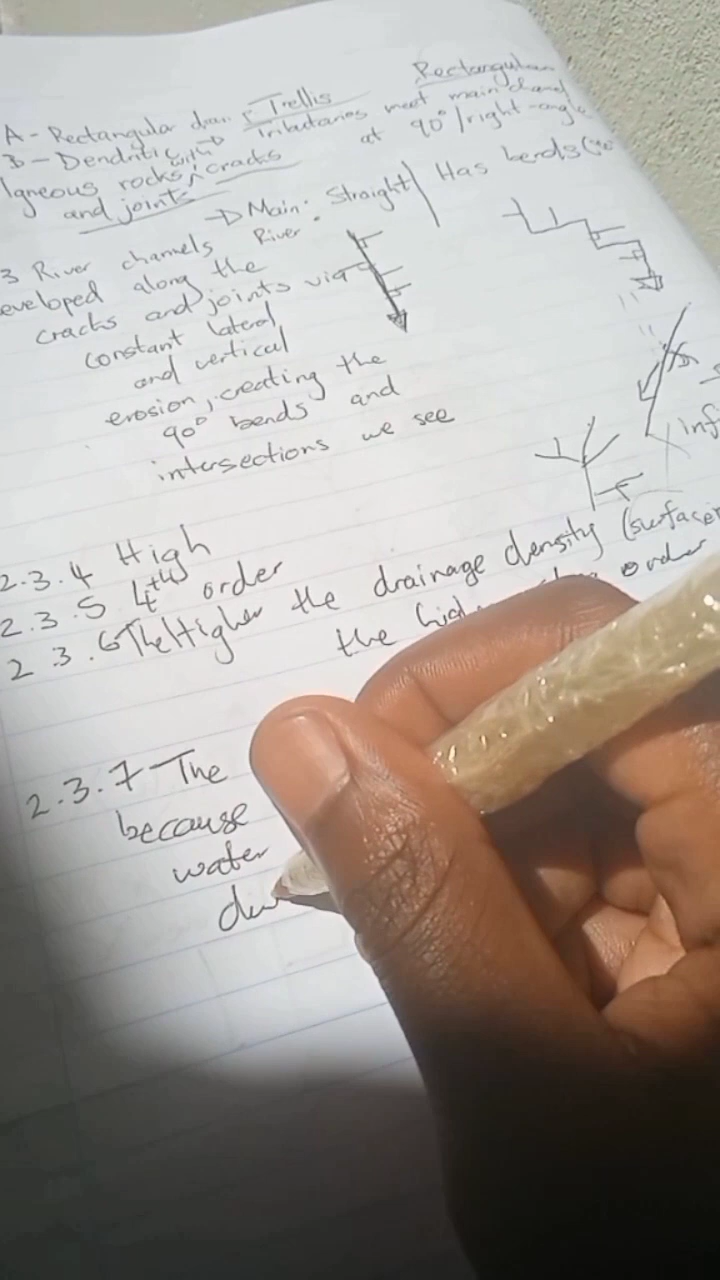 Rectangular
A - Rectangular Trellis
Tributaries meet main channel
B - Dendritic
at 90°/right-angle
Igneous rocks with cracks
and joints
→ Main River: Straight
Has bends
3 River channels
eveloped along the
cracks and joints via
constant lateral
and vertical
erosion, creating the
90° bends and
intersections we see
inf
2.3.4 High
2.3.5 4th order
2.3.6 The Higher the drainage density (surface
the order
2.3.7 The
because
water